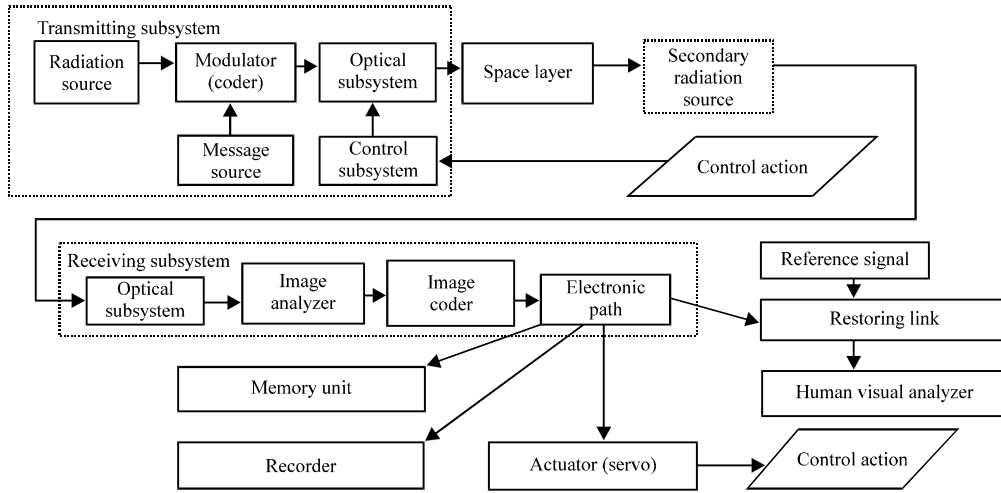 Transmitting subsystem
Radiation
source
Modulator
(coder)
Optical
subsystem
Space layer
Secondary
radiation
source
Message
source
Control
subsystem
Control action
Receiving subsystem
Optical
subsystem
Image
analyzer
Image
coder
Electronic
path
Reference signal
Restoring link
Human visual analyzer
Memory unit
Recorder
Actuator (servo)
Control action